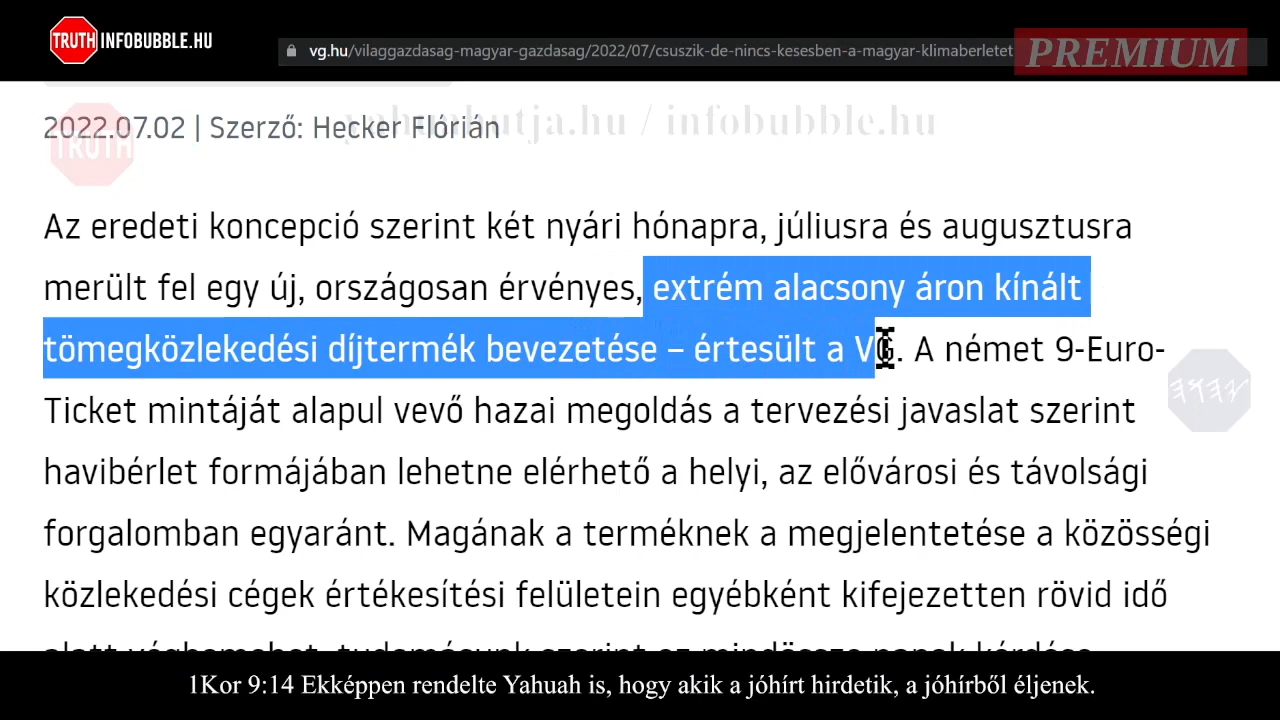 TRUTH INFOBUBBLE.HU
vg.hu/vilaggazdasag-magyar-gazdasag/2022/07/csuszik-de-nincs-kesesben-a-magyar-klimaberletet
PREMIUM
/ infobubble.hu
2022.07.02 | Szerző: Hecker Flórián
TRUTH
Az eredeti koncepció szerint két nyári hónapra, júliusra és augusztusra
merült fel egy új, országosan érvényes, extrém alacsony áron kínált
tömegközlekedési díjtermék bevezetése – értesült a VG. A német 9-Euro-
Ticket mintáját alapul vevő hazai megoldás a tervezési javaslat szerint
havibérlet formájában lehetne elérhető a helyi, az elővárosi és távolsági
forgalomban egyaránt. Magának a terméknek a megjelentetése a közösségi
közlekedési cégek értékesítési felületein egyébként kifejezetten rövid idő
1Kor 9:14 Ekképpen rendelte Yahuah is, hogy akik a jóhírt hirdetik, a jóhírből éljenek.